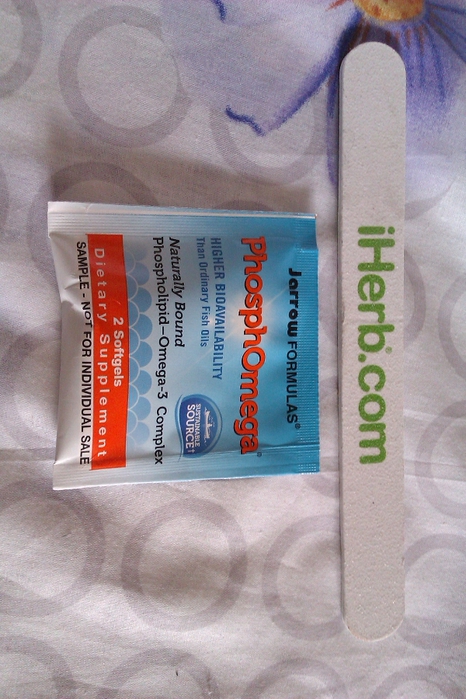 iHerb.com
Jarrow FORMULAS®
PhosphOmega®
HIGHER BIOAVAILABILITY
Than Ordinary Fish Oils
Naturally Bound
Phospholipid–Omega-3 Complex
SUSTAINABLE
SOURCE†
2 Softgels
Dietary Supplement
SAMPLE - NOT FOR INDIVIDUAL SALE